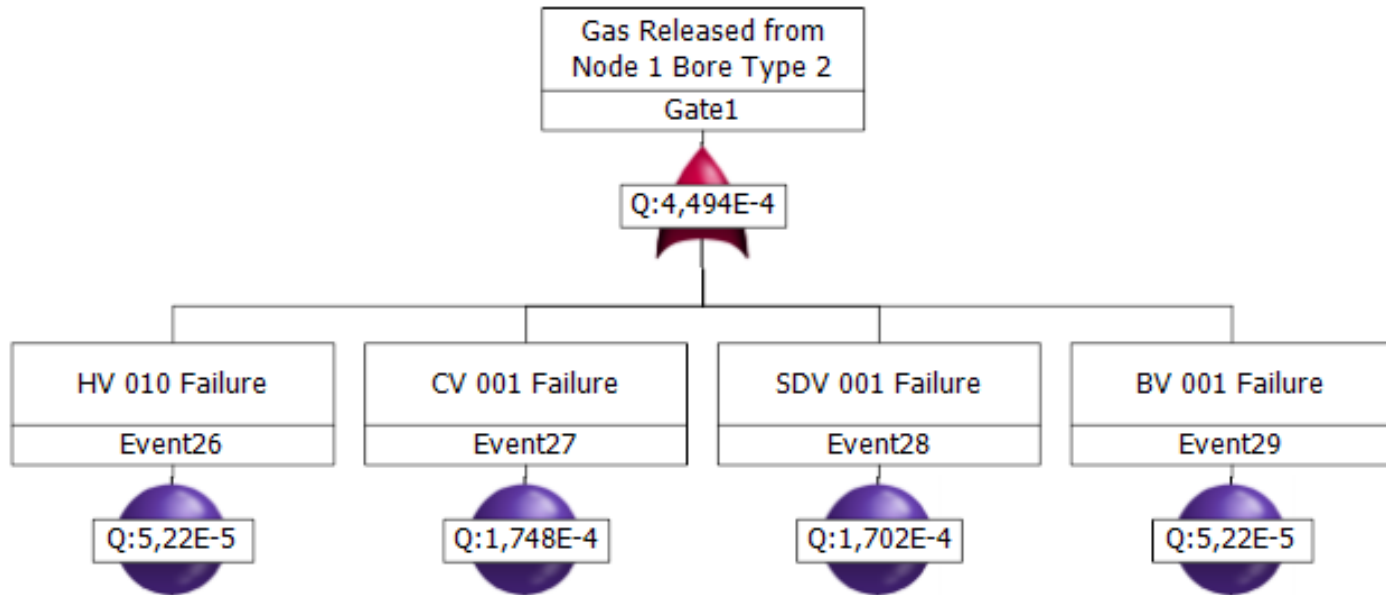 Gas Released from
Node 1 Bore Type 2
Gate1
Q:4,494E-4
HV 010 Failure
Event26
Q:5,22E-5
CV 001 Failure
Event27
Q:1,748E-4
SDV 001 Failure
Event28
Q:1,702E-4
BV 001 Failure
Event29
Q:5,22E-5